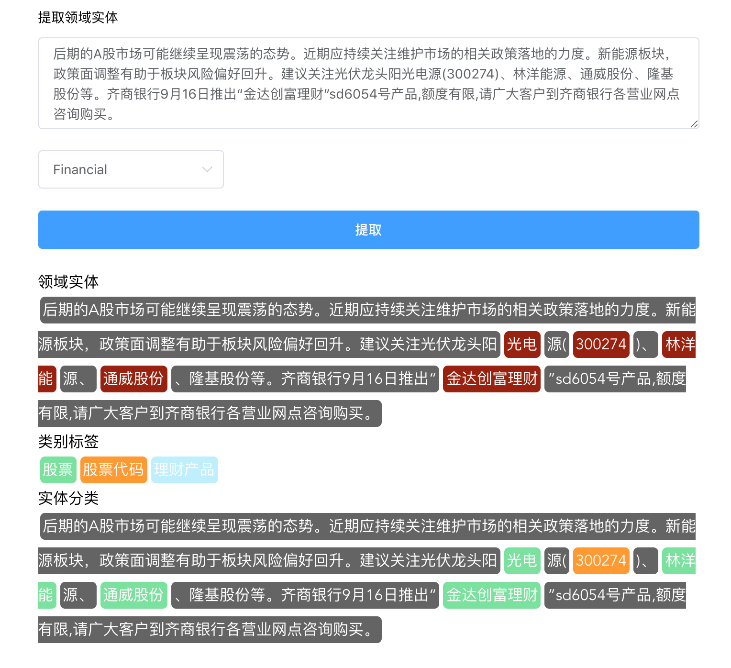 提取领域实体
后期的A股市场可能继续呈现震荡的态势。近期应持续关注维护市场的相关政策落地的力度。新能源板块,
政策面调整有助于板块风险偏好回升。建议关注光伏龙头阳光电源(300274)、林洋能源、通威股份、隆基
股份等。齐商银行9月16日推出“金达创富理财”sd6054号产品,额度有限,请广大客户到齐商银行各营业网点
咨询购买。
Financial
提取
领域实体
后期的A股市场可能继续呈现震荡的态势。近期应持续关注维护市场的相关政策落地的力度。新能
源板块，政策面调整有助于板块风险偏好回升。建议关注光伏龙头阳 光电 源( 300274 )、 林洋
能 源、 通威股份 、隆基股份等。齐商银行9月16日推出“ 金达创富理财 ”sd6054号产品,额度
有限,请广大客户到齐商银行各营业网点咨询购买。
类别标签
股票 股票代码 理财产品
实体分类
后期的A股市场可能继续呈现震荡的态势。近期应持续关注维护市场的相关政策落地的力度。新能
源板块，政策面调整有助于板块风险偏好回升。建议关注光伏龙头阳 光电 源( 300274 )、 林洋
能 源、 通威股份 、隆基股份等。齐商银行9月16日推出“ 金达创富理财 ”sd6054号产品,额度
有限,请广大客户到齐商银行各营业网点咨询购买。